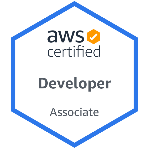 aws
certified
Developer
Associate